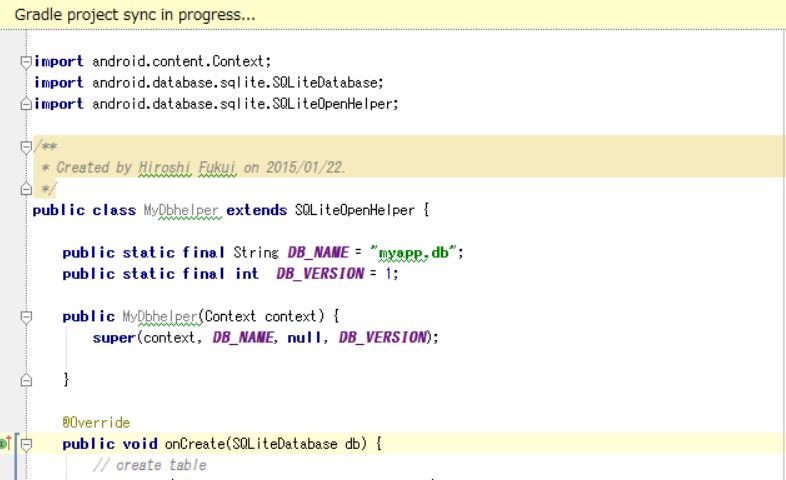 Gradle project sync in progress...
import android.content.Context;
import android.database.sqlite.SQLiteDatabase;
import android.database.sqlite.SQLiteOpenHelper;
/**
* Created by Hiroshi Fukui on 2015/01/22.
*/
public class MyDbhelper extends SQLiteOpenHelper {
public static final String DB_NAME = "myapp.db";
public static final int DB_VERSION = 1;
public MyDbhelper(Context context) {
super(context, DB_NAME, null, DB_VERSION);
}
@Override
public void onCreate(SQLiteDatabase db) {
// create table